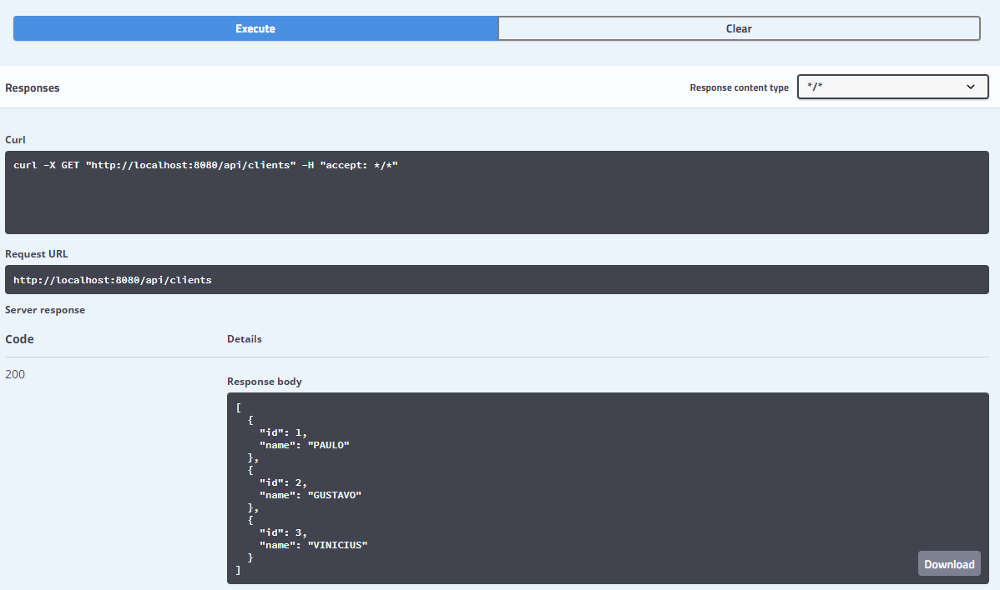 Execute
Clear
Responses
Response content type
*/*
Curl
curl -X GET "http://localhost:8080/api/clients" -H "accept: */*"
Request URL
http://localhost:8080/api/clients
Server response
Code
Details
200
Response body
[
  {
    "id": 1,
    "name": "PAULO"
  },
  {
    "id": 2,
    "name": "GUSTAVO"
  },
  {
    "id": 3,
    "name": "VINICIUS"
  }
]
Download